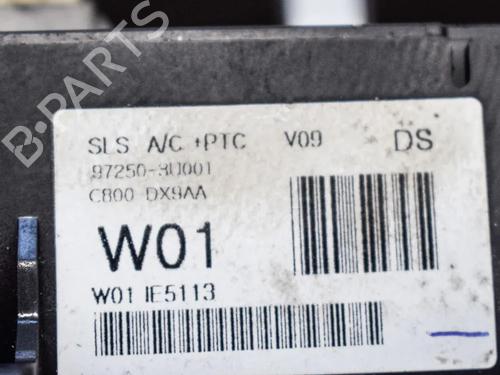 B-PARTS
SLS A/C +PTC V09 DS
97250-3U001
C800 DX9AA
W01
W01 IE5113